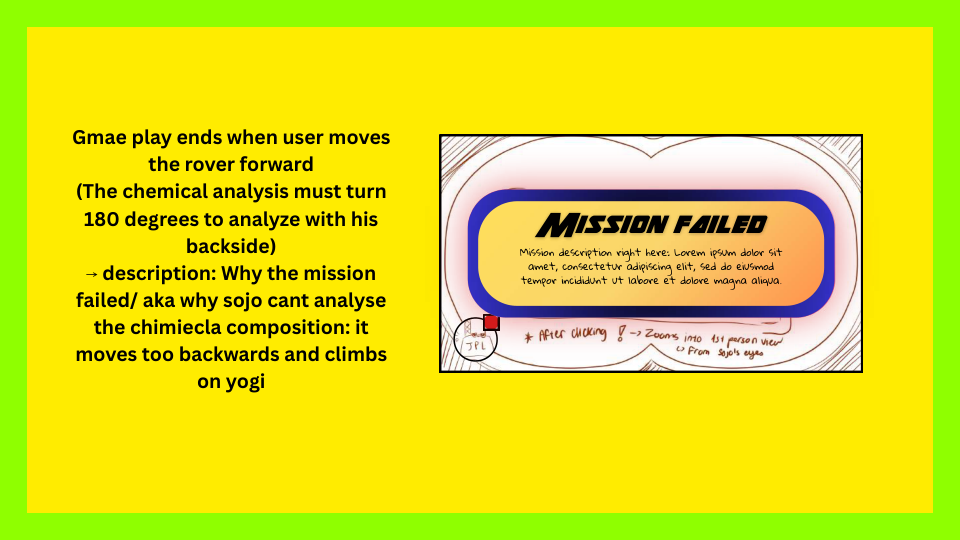 Gmae play ends when user moves
the rover forward
(The chemical analysis must turn
180 degrees to analyze with his
backside)
→ description: Why the mission
failed/ aka why sojo cant analyse
the chimiecla composition: it
moves too backwards and climbs
on yogi
MISSION FAILED
Mission description right here: Lorem ipsum dolor sit
amet, consectetur adipiscing elit, sed do eiusmod
tempor incididunt ut labore et dolore magna aliqua.
JPL
* After clicking ! → Zooms into 1st person view
↳ From sojo's eyes